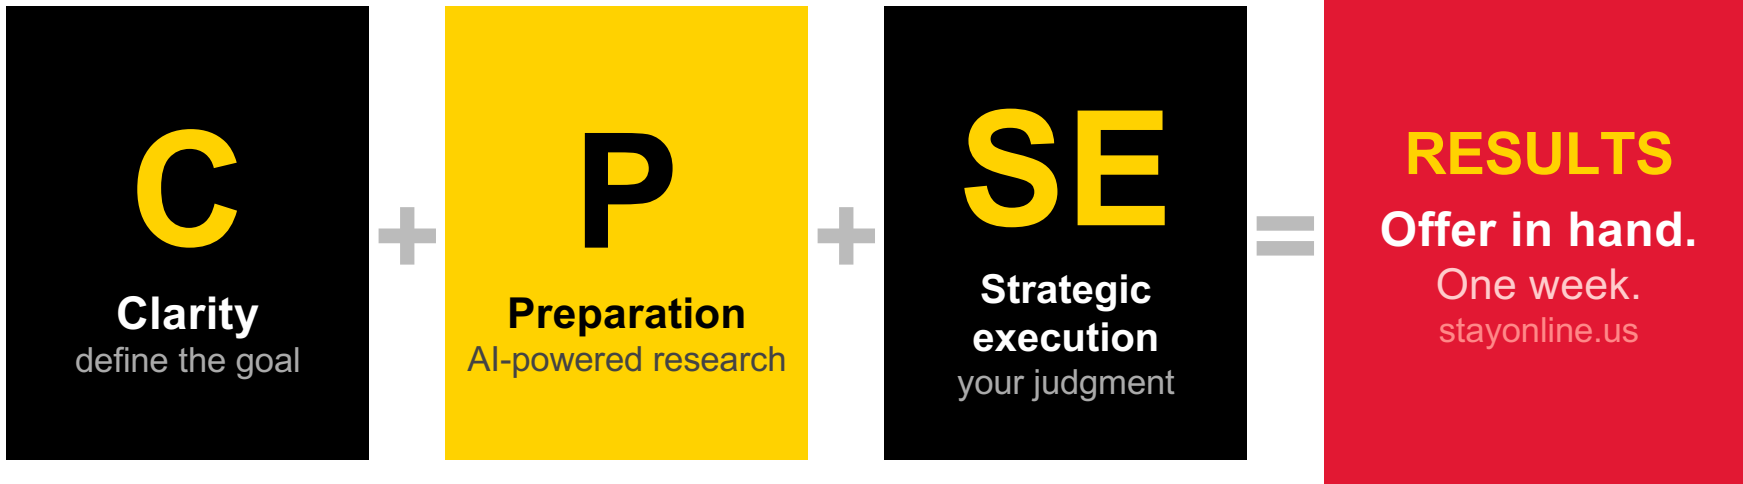 C
Clarity
define the goal
+
P
Preparation
AI-powered research
+
SE
Strategic
execution
your judgment
=
RESULTS
Offer in hand.
One week.
stayonline.us